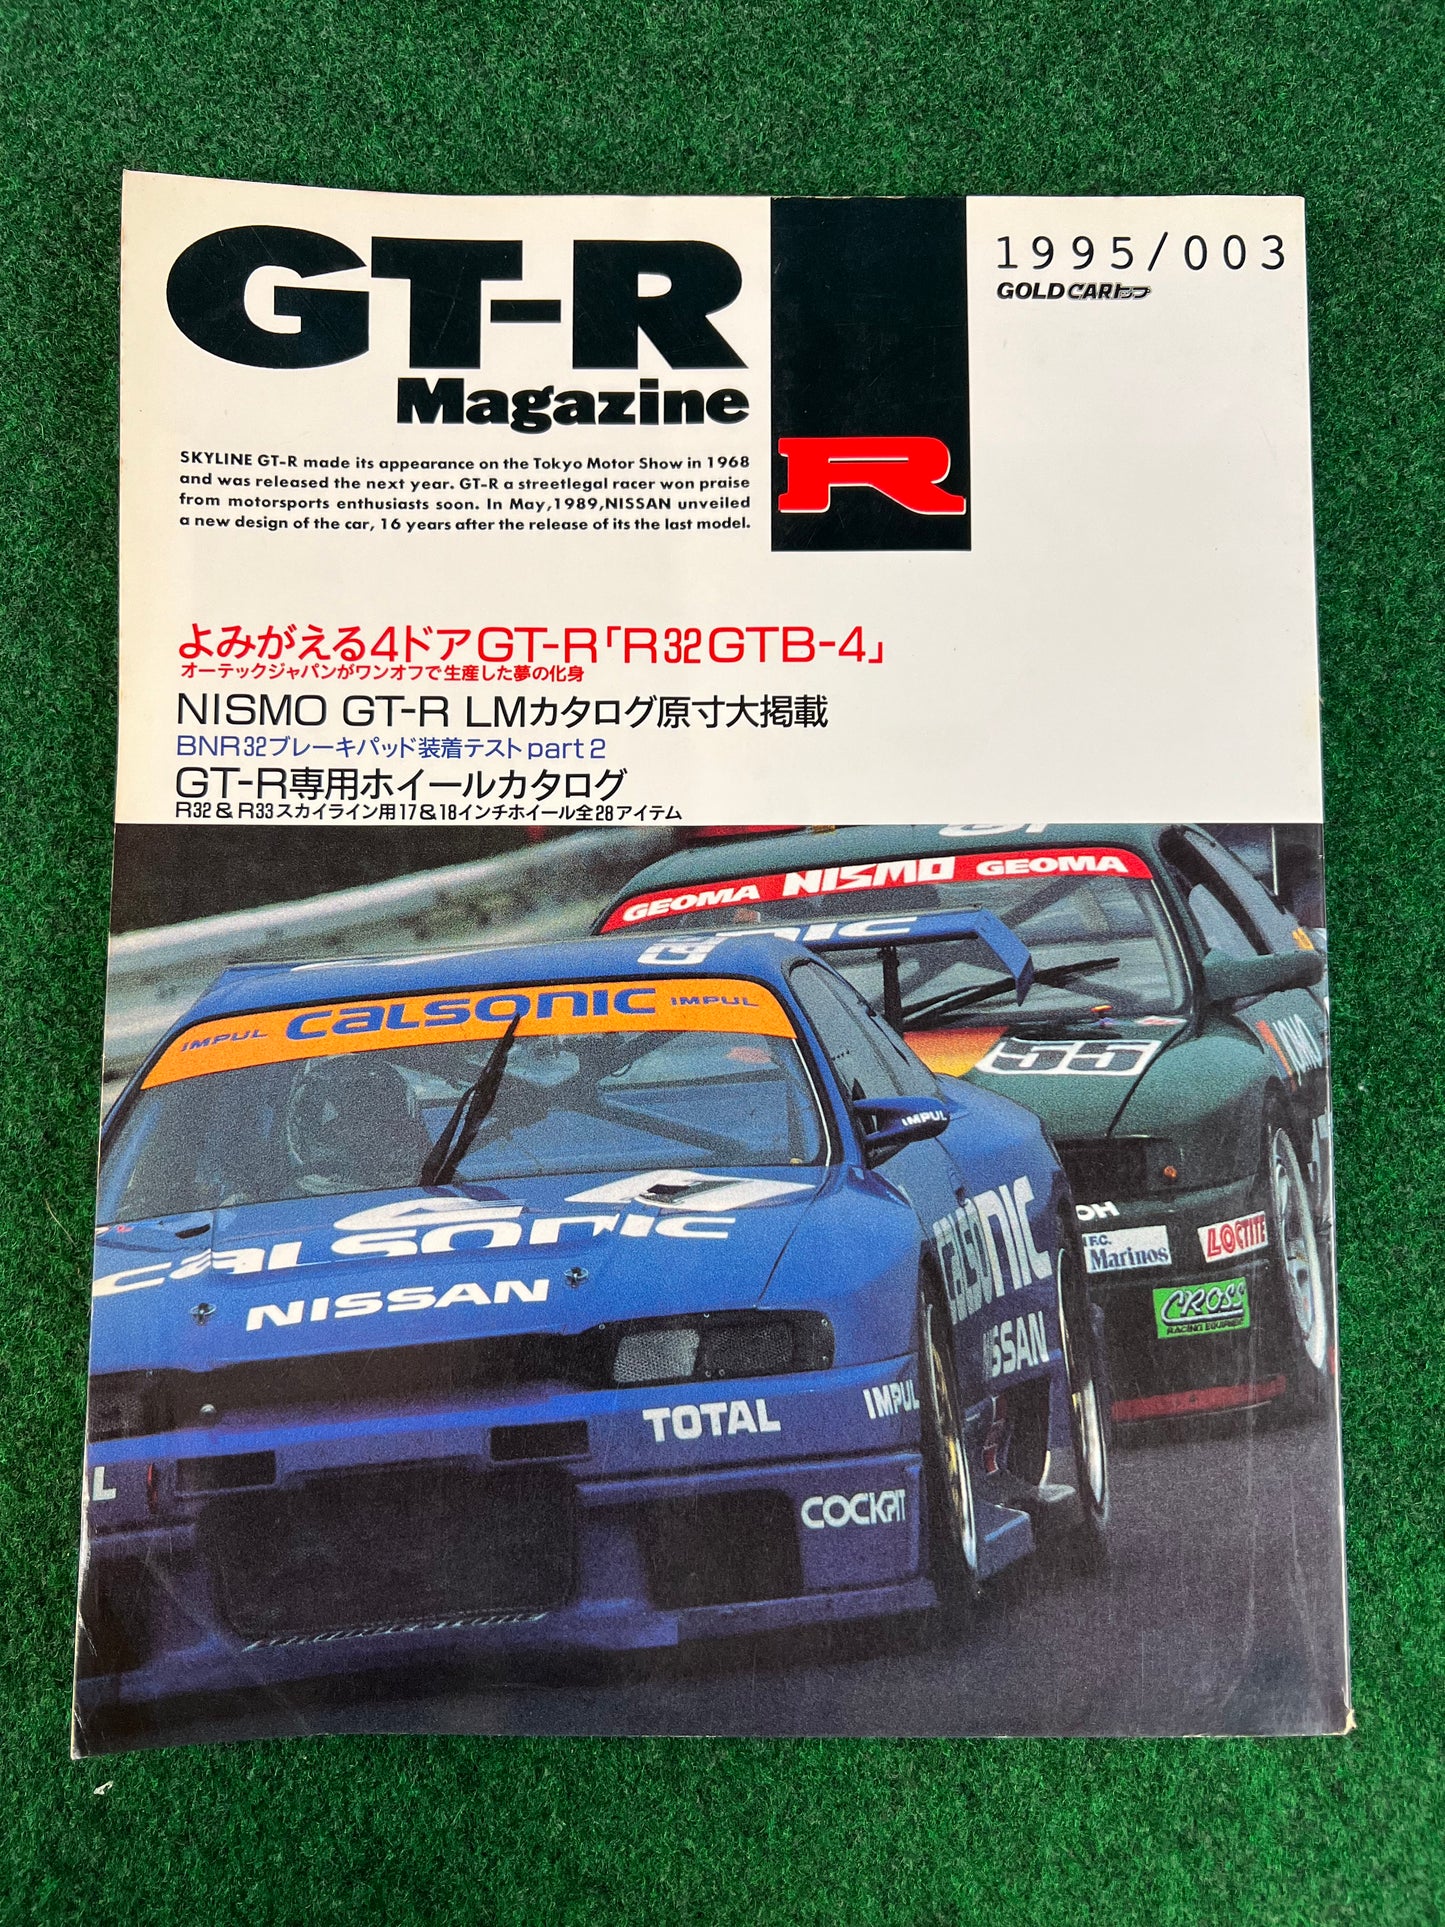 GT-R
Magazine
R
1995/003
GOLD CARトップ
SKYLINE GT-R made its appearance on the Tokyo Motor Show in 1968
and was released the next year. GT-R a streetlegal racer won praise
from motorsports enthusiasts soon. In May,1989,NISSAN unveiled
a new design of the car, 16 years after the release of its the last model.
よみがえる4ドアGT-R「R32GTB-4」
オーテックジャパンがワンオフで生産した夢の化身
NISMO GT-R LMカタログ原寸大掲載
BNR32ブレーキパッド装着テストpart2
GT-R専用ホイールカタログ
R32&R33スカイライン用17&18インチホイール全28アイテム
GEOMA NISMO GEOMA
IMPUL CALSONIC IMPUL
55
IMPUL
CALSONIC
NISSAN
CALSONIC
NISSAN
F.C.
Marinos
LOCTITE
CROSS
RACING EQUIPMENT
TOTAL
IMPUL
L
COCKPIT